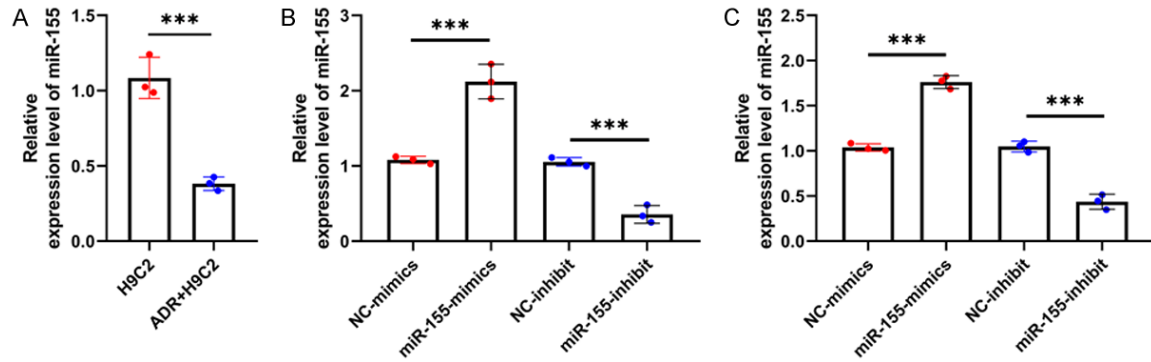 A
Relative
expression level of miR-155
1.5
1.0
0.5
0.0
***
H9C2
ADR+H9C2
B
Relative
expression level of miR-155
3
2
1
0
***
***
NC-mimics
miR-155-mimics
NC-inhibit
miR-155-inhibit
C
Relative
expression level of miR-155
2.5
2.0
1.5
1.0
0.5
0.0
***
***
NC-mimics
miR-155-mimics
NC-inhibit
miR-155-inhibit